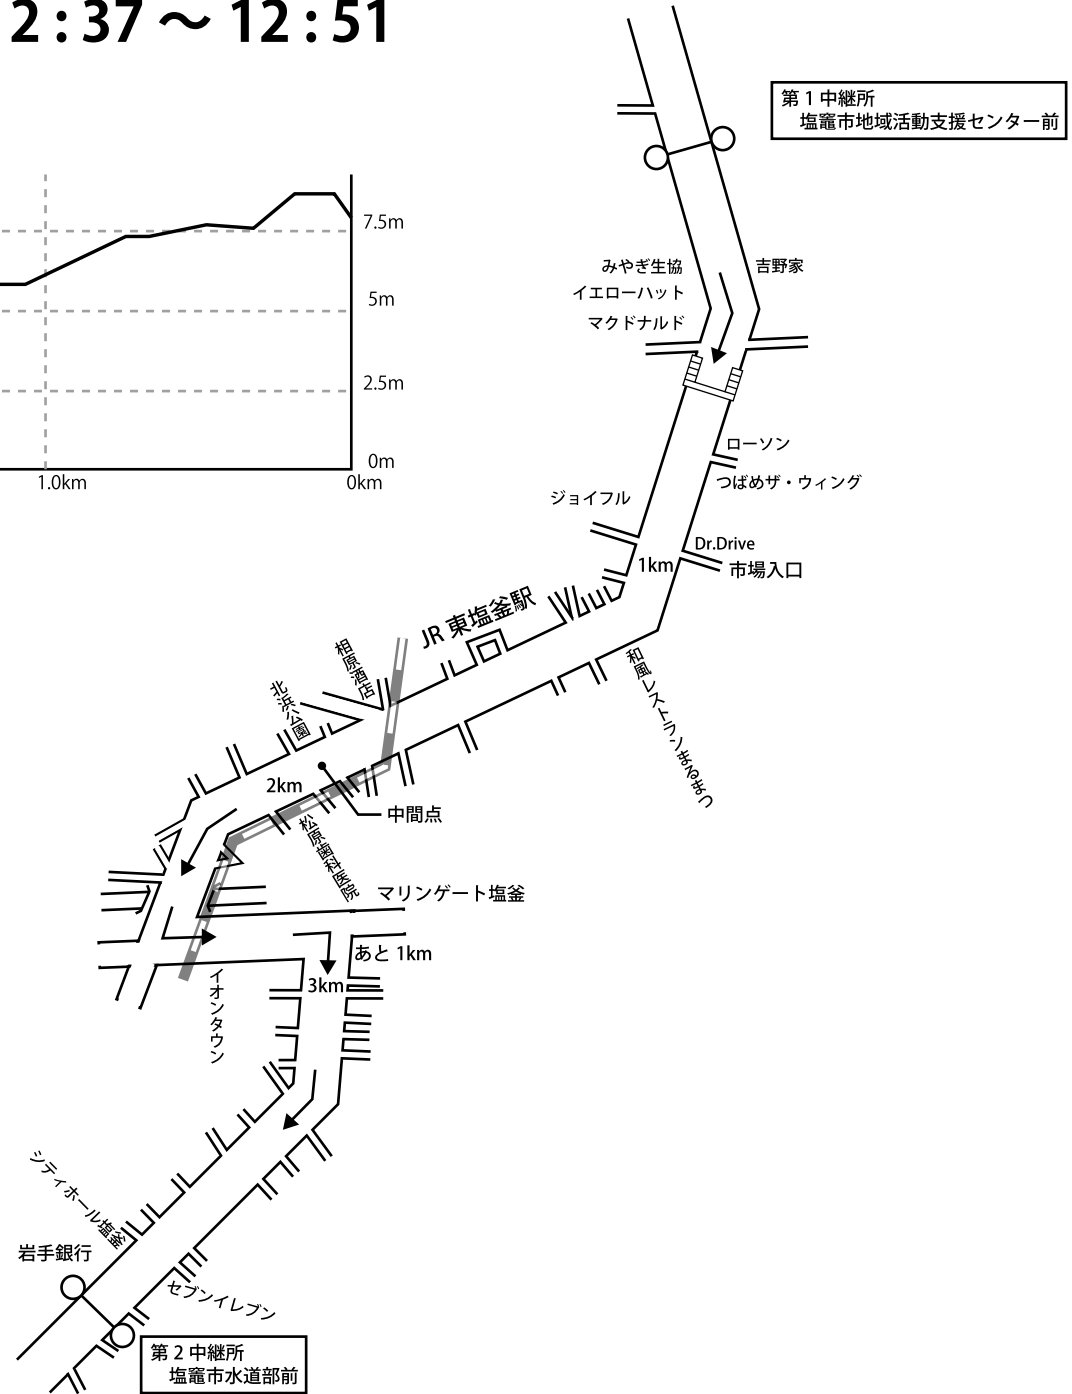 2：37～12：51
第1中継所
塩竈市地域活動支援センター前
7.5m
5m
2.5m
0m
1.0km
0km
みやぎ生協
吉野家
イエローハット
マクドナルド
ローソン
つばめザ・ウィング
ジョイフル
Dr.Drive
1km
市場入口
JR 東塩釜駅
相原酒店
和風レストランまるまつ
北浜公園
2km
中間点
松原歯科医院
マリンゲート塩釜
あと1km
3km
イオンタウン
シティホール塩釜
岩手銀行
セブンイレブン
第2中継所
塩竈市水道部前